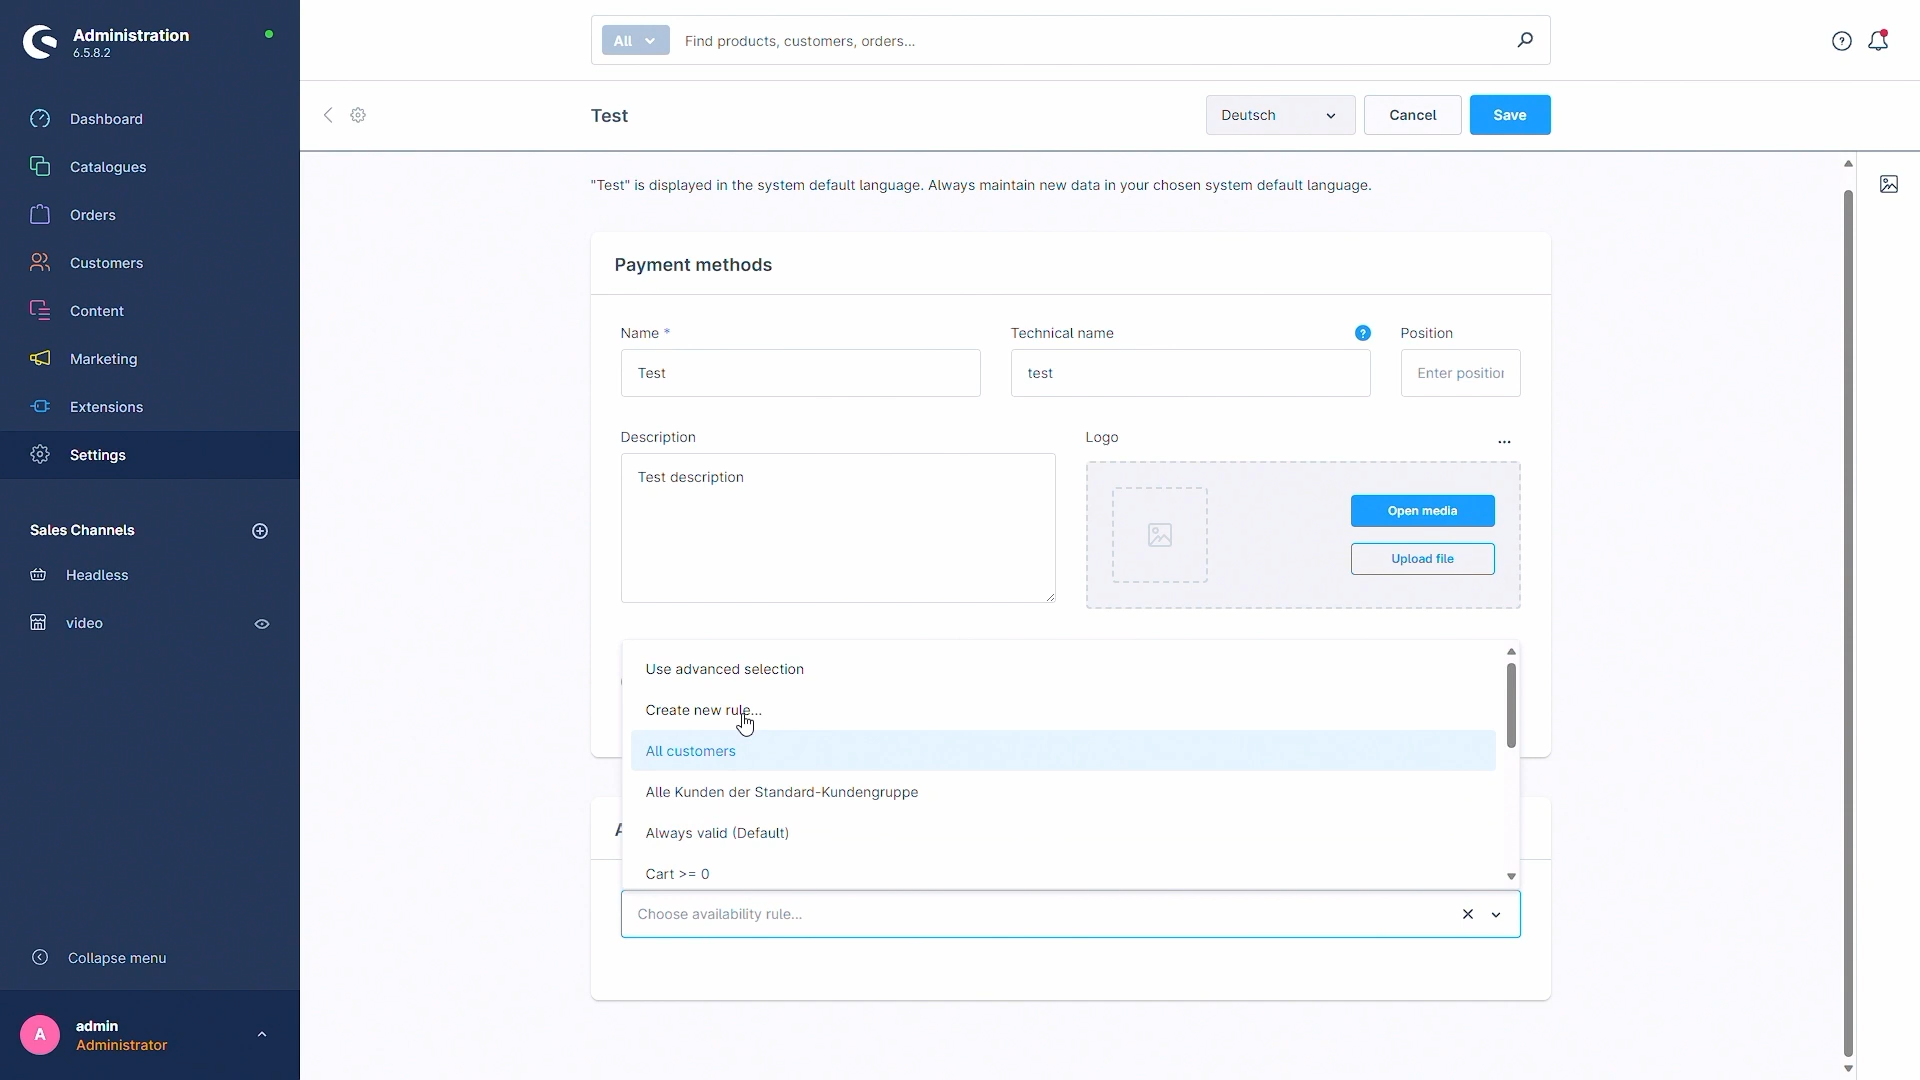 Administration
6.5.8.2
All
Find products, customers, orders...
Dashboard
Catalogues
Orders
Customers
Content
Marketing
Extensions
Settings
Sales Channels
Headless
video
Collapse menu
A
admin
Administrator
Test
Deutsch
Cancel
Save
"Test" is displayed in the system default language. Always maintain new data in your chosen system default language.
Payment methods
Name *
Technical name
?
Position
Test
test
Enter position
Description
Logo
...
Test description
Open media
Upload file
Use advanced selection
Create new rule...
All customers
Alle Kunden der Standard-Kundengruppe
Always valid (Default)
Cart >= 0
Choose availability rule...